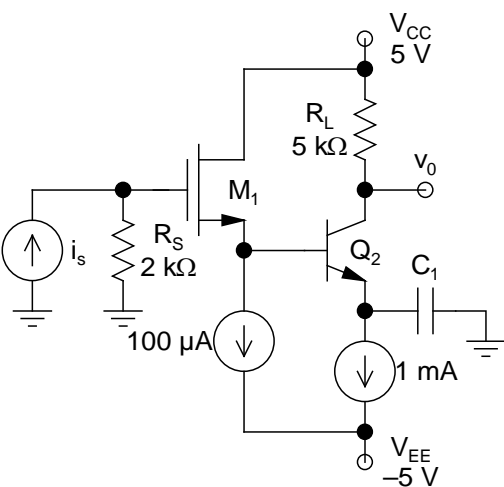 V_CC
5 V
R_L
5 kΩ
v_0
M_1
i_s
R_S
2 kΩ
Q_2
C_1
100 µA
1 mA
V_EE
–5 V